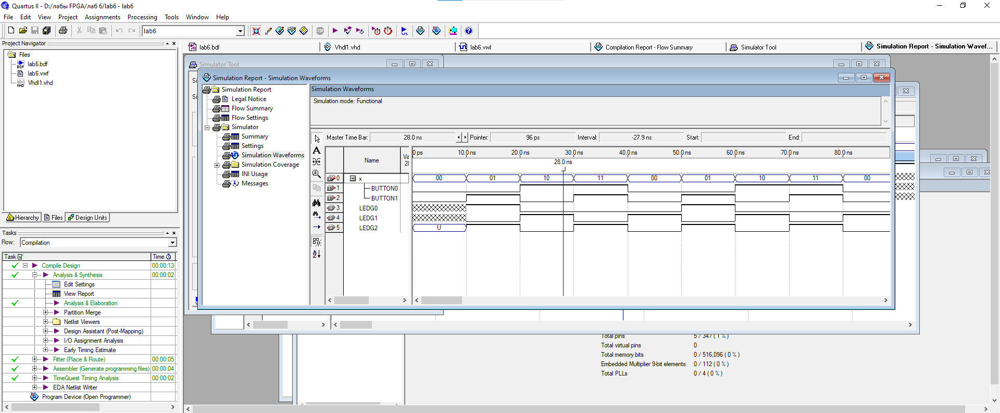 Quartus II - D:/лабы FPGA/лаб 6/lab6 - lab6
File Edit View Project Assignments Processing Tools Window Help
lab6
Project Navigator
Files
lab6.bdf
lab6.vwf
Vhdl1.vhd
Hierarchy Files Design Units
Tasks
Flow: Compilation
Task Time
Compile Design 00:00:13
Analysis & Synthesis 00:00:02
Edit Settings
View Report
Analysis & Elaboration
Partition Merge
Netlist Viewers
Design Assistant (Post-Mapping)
I/O Assignment Analysis
Early Timing Estimate
Fitter (Place & Route) 00:00:05
Assembler (Generate programming files) 00:00:04
TimeQuest Timing Analysis 00:00:02
EDA Netlist Writer
Program Device (Open Programmer)
lab6.bdf Vhdl1.vhd lab6.vwf Compilation Report - Flow Summary Simulator Tool Simulation Report - Simulation Wavef...
Simulator Tool
Simulation Report - Simulation Waveforms
Simulation Report
Legal Notice
Flow Summary
Flow Settings
Simulator
Summary
Settings
Simulation Waveforms
Simulation Coverage
INI Usage
Messages
Simulation Waveforms
Simulation mode: Functional
Master Time Bar: 28.0 ns Pointer: 96 ps Interval: -27.9 ns Start: End:
Name
0 ps 10.0 ns 20.0 ns 30.0 ns 40.0 ns 50.0 ns 60.0 ns 70.0 ns 80.0 ns
28.0 ns
0 x 00 01 10 11 00 01 10 11 00
1 BUTTON0
2 BUTTON1
3 LEDG0
4 LEDG1
5 LEDG2 U
Total pins 5 / 347 ( 1 % )
Total virtual pins 0
Total memory bits 0 / 516,096 ( 0 % )
Embedded Multiplier 9-bit elements 0 / 112 ( 0 % )
Total PLLs 0 / 4 ( 0 % )